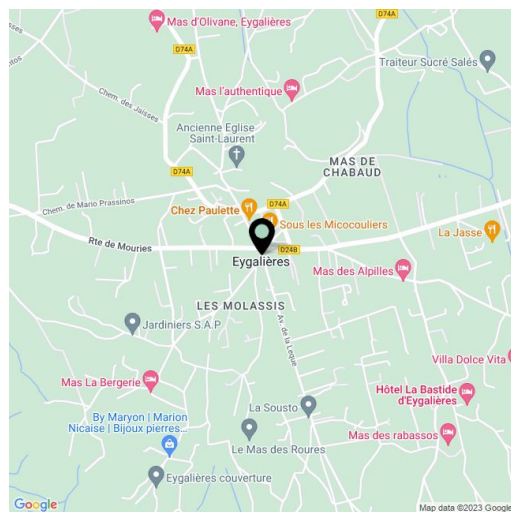 Mas d'Olivane, Eygalières
D74A
D74A
Traiteur Sucré Salés
tos
Chem. des Jaisses
Mas l'authentique
Ancienne Eglise
Saint-Laurent
MAS DE
CHABAUD
D74A
Chem. de Mario Prassinos
D74A
Chez Paulette
Sous les Micocouliers
La Jasse
Rte de Mouries
D24B
Eygalières
Mas des Alpilles
LES MOLASSIS
Av. de la Leque
Jardiniers S.A.P
Villa Dolce Vita
Mas La Bergerie
Hôtel La Bastide
d'Eygalières
La Sousto
By Maryon | Marion
Nicaise | Bijoux pierres...
Mas des rabassos
Le Mas des Roures
Eygalières couverture
Google
Map data ©2023 Google